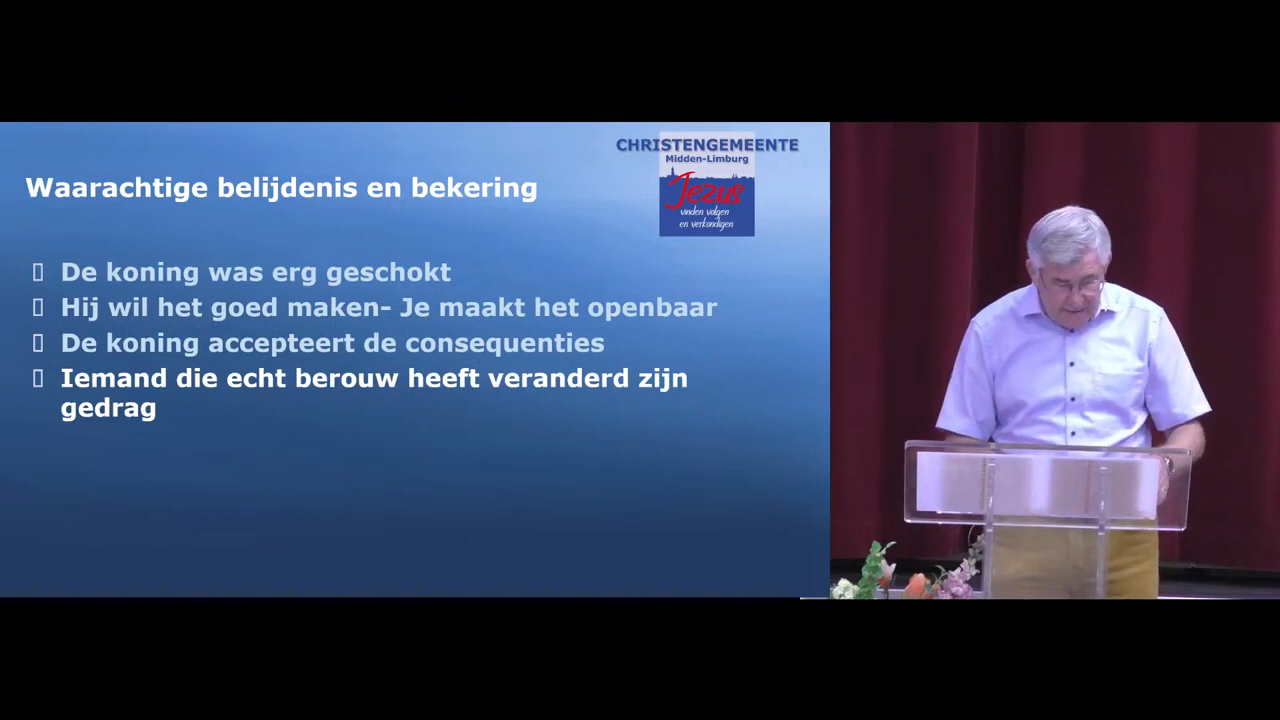 CHRISTENGEMEENTE
Midden-Limburg
Jezus
vinden volgen
en verkondigen
Waarachtige belijdenis en bekering
De koning was erg geschokt
Hij wil het goed maken- Je maakt het openbaar
De koning accepteert de consequenties
Iemand die echt berouw heeft veranderd zijn
gedrag